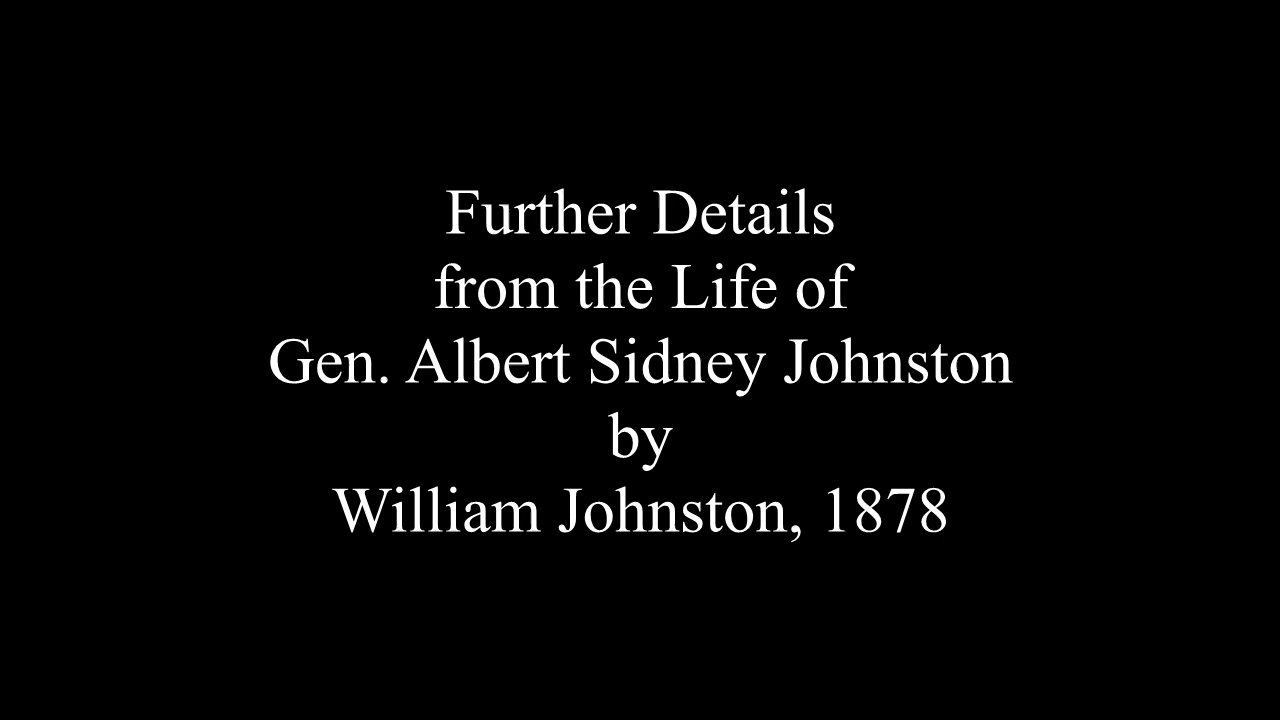 Further Details
from the Life of
Gen. Albert Sidney Johnston
by
William Johnston, 1878